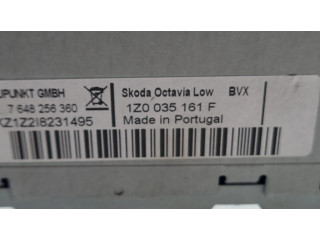 UPUNKT GMBH
Skoda Octavia Low BVX
7 648 256 360
1Z0 035 161 F
KZ1Z2I8231495
Made in Portugal